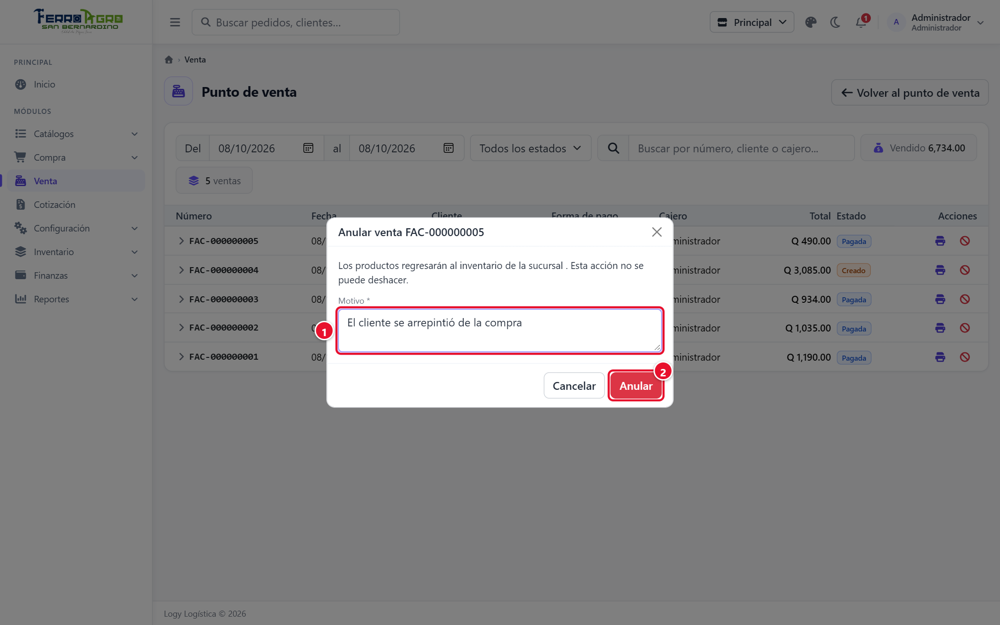 FERRO AGRO
SAN BERNARDINO
Buscar pedidos, clientes...
Principal
1
A
Administrador
Administrador
PRINCIPAL
Inicio
MÓDULOS
Catálogos
Compra
Venta
Cotización
Configuración
Inventario
Finanzas
Reportes
› Venta
Punto de venta
Volver al punto de venta
Del 08/10/2026 al 08/10/2026
Todos los estados
Buscar por número, cliente o cajero...
Vendido 6,734.00
5 ventas
Número Fecha Cliente Forma de pago Cajero Total Estado Acciones
FAC-000000005 08/ ministrador Q 490.00 Pagada
FAC-000000004 08/ ministrador Q 3,085.00 Creado
FAC-000000003 08/ ministrador Q 934.00 Pagada
FAC-000000002 0 ministrador Q 1,035.00 Pagada
FAC-000000001 08/ ministrador Q 1,190.00 Pagada
Anular venta FAC-000000005
Los productos regresarán al inventario de la sucursal . Esta acción no se
puede deshacer.
Motivo *
1
El cliente se arrepintió de la compra
2
Cancelar
Anular
Logy Logística © 2026